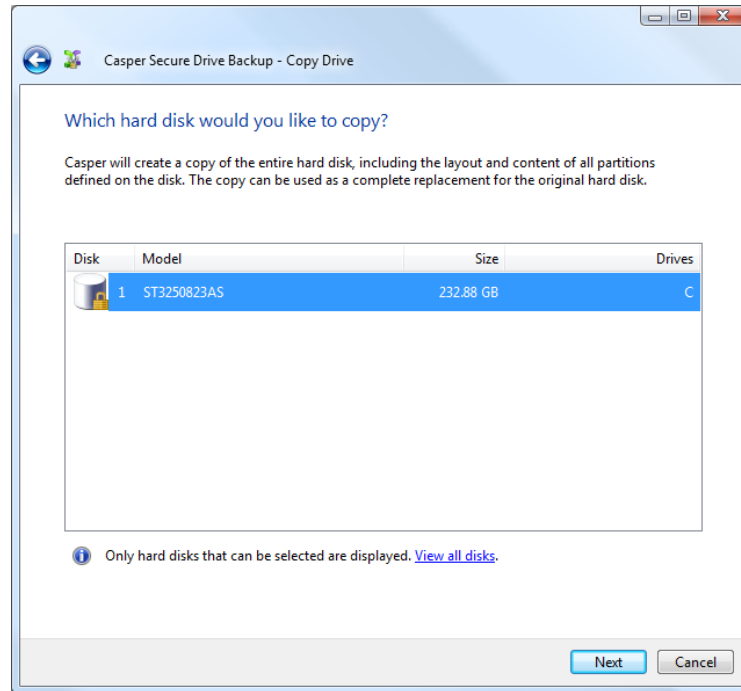 Casper Secure Drive Backup - Copy Drive
Which hard disk would you like to copy?
Casper will create a copy of the entire hard disk, including the layout and content of all partitions
defined on the disk. The copy can be used as a complete replacement for the original hard disk.
Disk Model Size Drives
1 ST3250823AS 232.88 GB C
Only hard disks that can be selected are displayed. View all disks.
Next Cancel